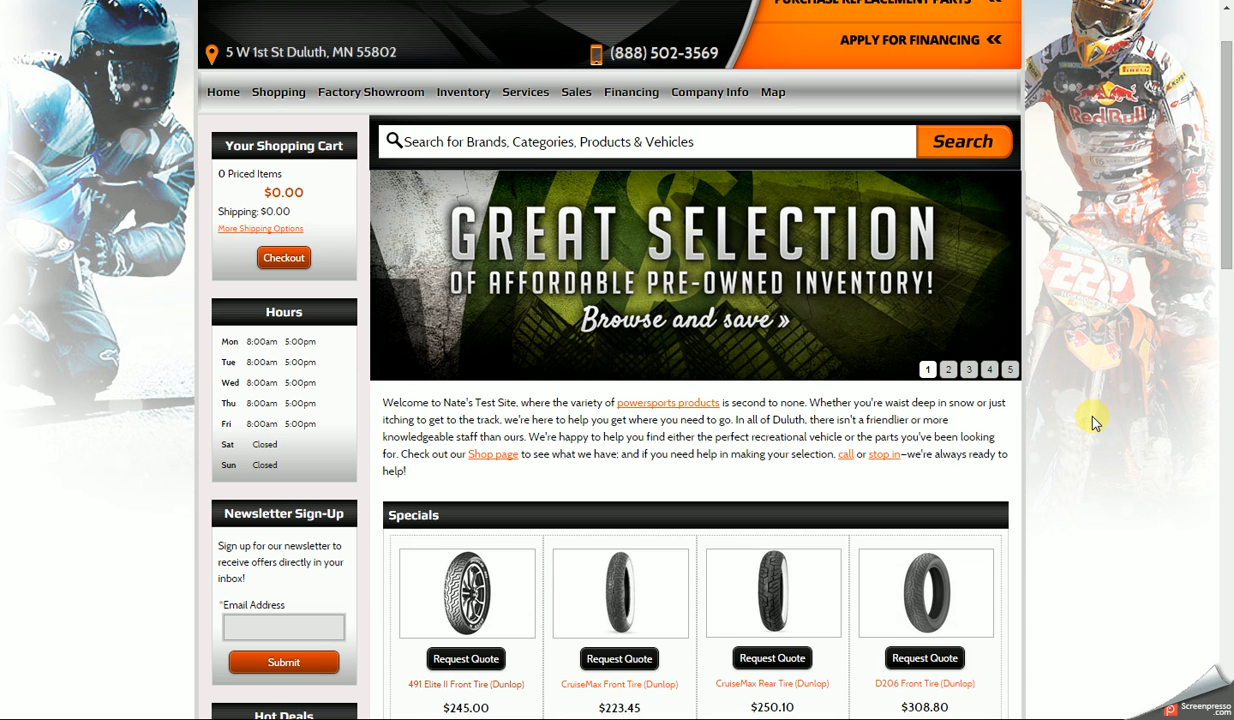 PURCHASE REPLACEMENT PARTS «
APPLY FOR FINANCING «
5 W 1st St Duluth, MN 55802
(888) 502-3569
Home Shopping Factory Showroom Inventory Services Sales Financing Company Info Map
Your Shopping Cart
0 Priced Items
$0.00
Shipping: $0.00
More Shipping Options
Checkout
Hours
Mon 8:00am 5:00pm
Tue 8:00am 5:00pm
Wed 8:00am 5:00pm
Thu 8:00am 5:00pm
Fri 8:00am 5:00pm
Sat Closed
Sun Closed
Newsletter Sign-Up
Sign up for our newsletter to
receive offers directly in your
inbox!
*Email Address
Submit
Hot Deals
Search for Brands, Categories, Products & Vehicles
Search
GREAT SELECTION
OF AFFORDABLE PRE-OWNED INVENTORY!
Browse and save »
1 2 3 4 5
Welcome to Nate's Test Site, where the variety of powersports products is second to none. Whether you're waist deep in snow or just
itching to get to the track, we're here to help you get where you need to go. In all of Duluth, there isn't a friendlier or more
knowledgeable staff than ours. We're happy to help you find either the perfect recreational vehicle or the parts you've been looking
for. Check out our Shop page to see what we have; and if you need help in making your selection, call or stop in—we're always ready to
help!
Specials
Request Quote Request Quote Request Quote Request Quote
491 Elite II Front Tire (Dunlop) CruiseMax Front Tire (Dunlop) CruiseMax Rear Tire (Dunlop) D206 Front Tire (Dunlop)
$245.00 $223.45 $250.10 $308.80
Red Bull
222
Screenpresso
.com